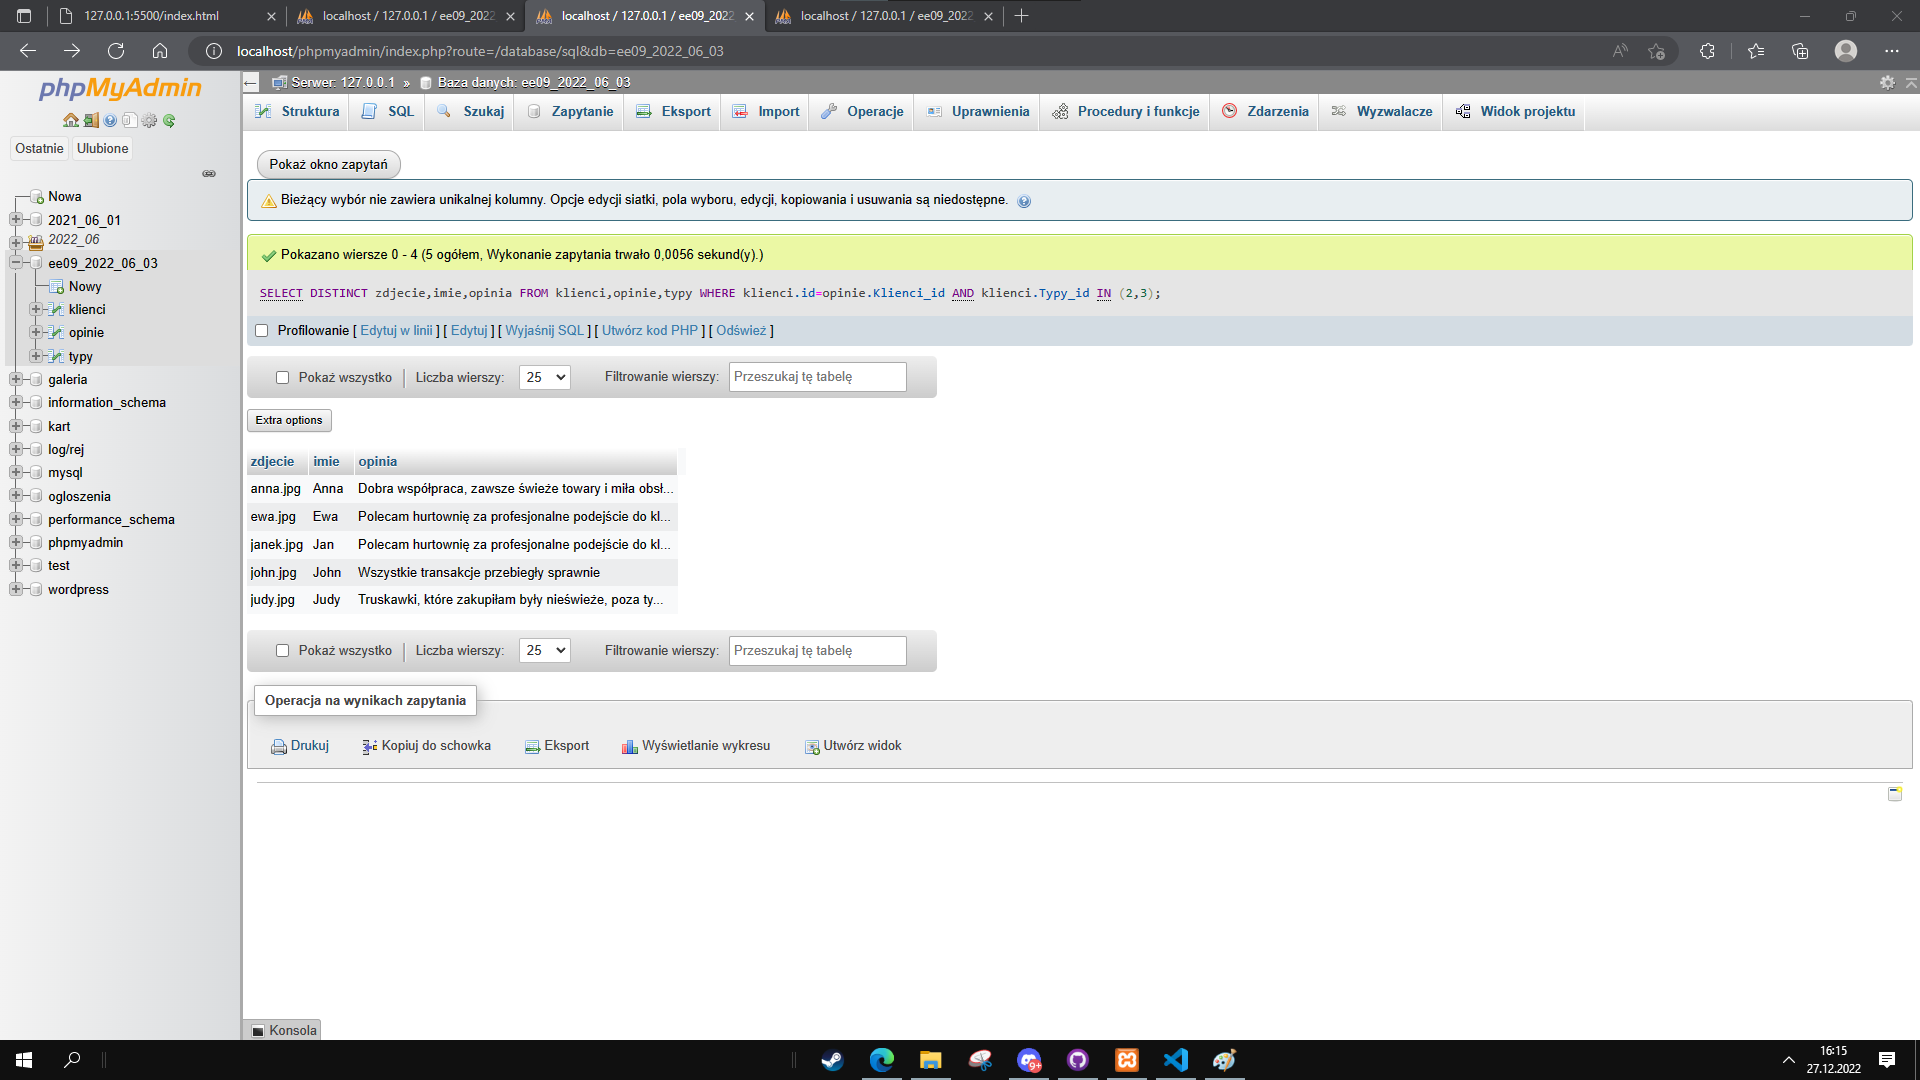 127.0.0.1:5500/index.html
localhost / 127.0.0.1 / ee09_2022
localhost / 127.0.0.1 / ee09_2022
localhost / 127.0.0.1 / ee09_2022
localhost/phpmyadmin/index.php?route=/database/sql&db=ee09_2022_06_03
phpMyAdmin
Ostatnie Ulubione
Nowa
2021_06_01
2022_06
ee09_2022_06_03
Nowy
klienci
opinie
typy
galeria
information_schema
kart
log/rej
mysql
ogloszenia
performance_schema
phpmyadmin
test
wordpress
Serwer: 127.0.0.1 » Baza danych: ee09_2022_06_03
Struktura SQL Szukaj Zapytanie Eksport Import Operacje Uprawnienia Procedury i funkcje Zdarzenia Wyzwalacze Widok projektu
Pokaż okno zapytań
Bieżący wybór nie zawiera unikalnej kolumny. Opcje edycji siatki, pola wyboru, edycji, kopiowania i usuwania są niedostępne.
Pokazano wiersze 0 - 4 (5 ogółem, Wykonanie zapytania trwało 0,0056 sekund(y).)
SELECT DISTINCT zdjecie,imie,opinia FROM klienci,opinie,typy WHERE klienci.id=opinie.Klienci_id AND klienci.Typy_id IN (2,3);
Profilowanie [ Edytuj w linii ] [ Edytuj ] [ Wyjaśnij SQL ] [ Utwórz kod PHP ] [ Odśwież ]
Pokaż wszystko | Liczba wierszy: 25 Filtrowanie wierszy: Przeszukaj tę tabelę
Extra options
zdjecie imie opinia
anna.jpg Anna Dobra współpraca, zawsze świeże towary i miła obsł...
ewa.jpg Ewa Polecam hurtownię za profesjonalne podejście do kl...
janek.jpg Jan Polecam hurtownię za profesjonalne podejście do kl...
john.jpg John Wszystkie transakcje przebiegły sprawnie
judy.jpg Judy Truskawki, które zakupiłam były nieświeże, poza ty...
Pokaż wszystko | Liczba wierszy: 25 Filtrowanie wierszy: Przeszukaj tę tabelę
Operacja na wynikach zapytania
Drukuj Kopiuj do schowka Eksport Wyświetlanie wykresu Utwórz widok
Konsola
9+
16:15
27.12.2022